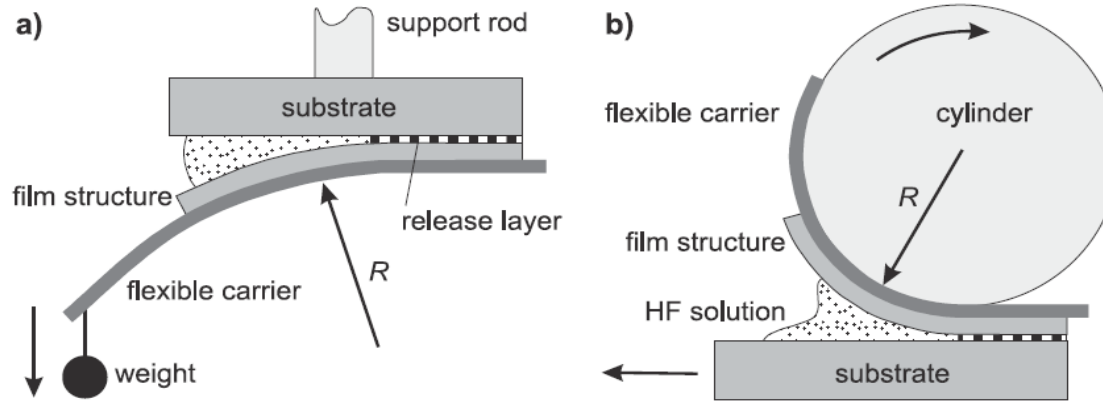 a)
support rod
substrate
film structure
release layer
R
flexible carrier
weight
b)
flexible carrier
cylinder
R
film structure
HF solution
substrate